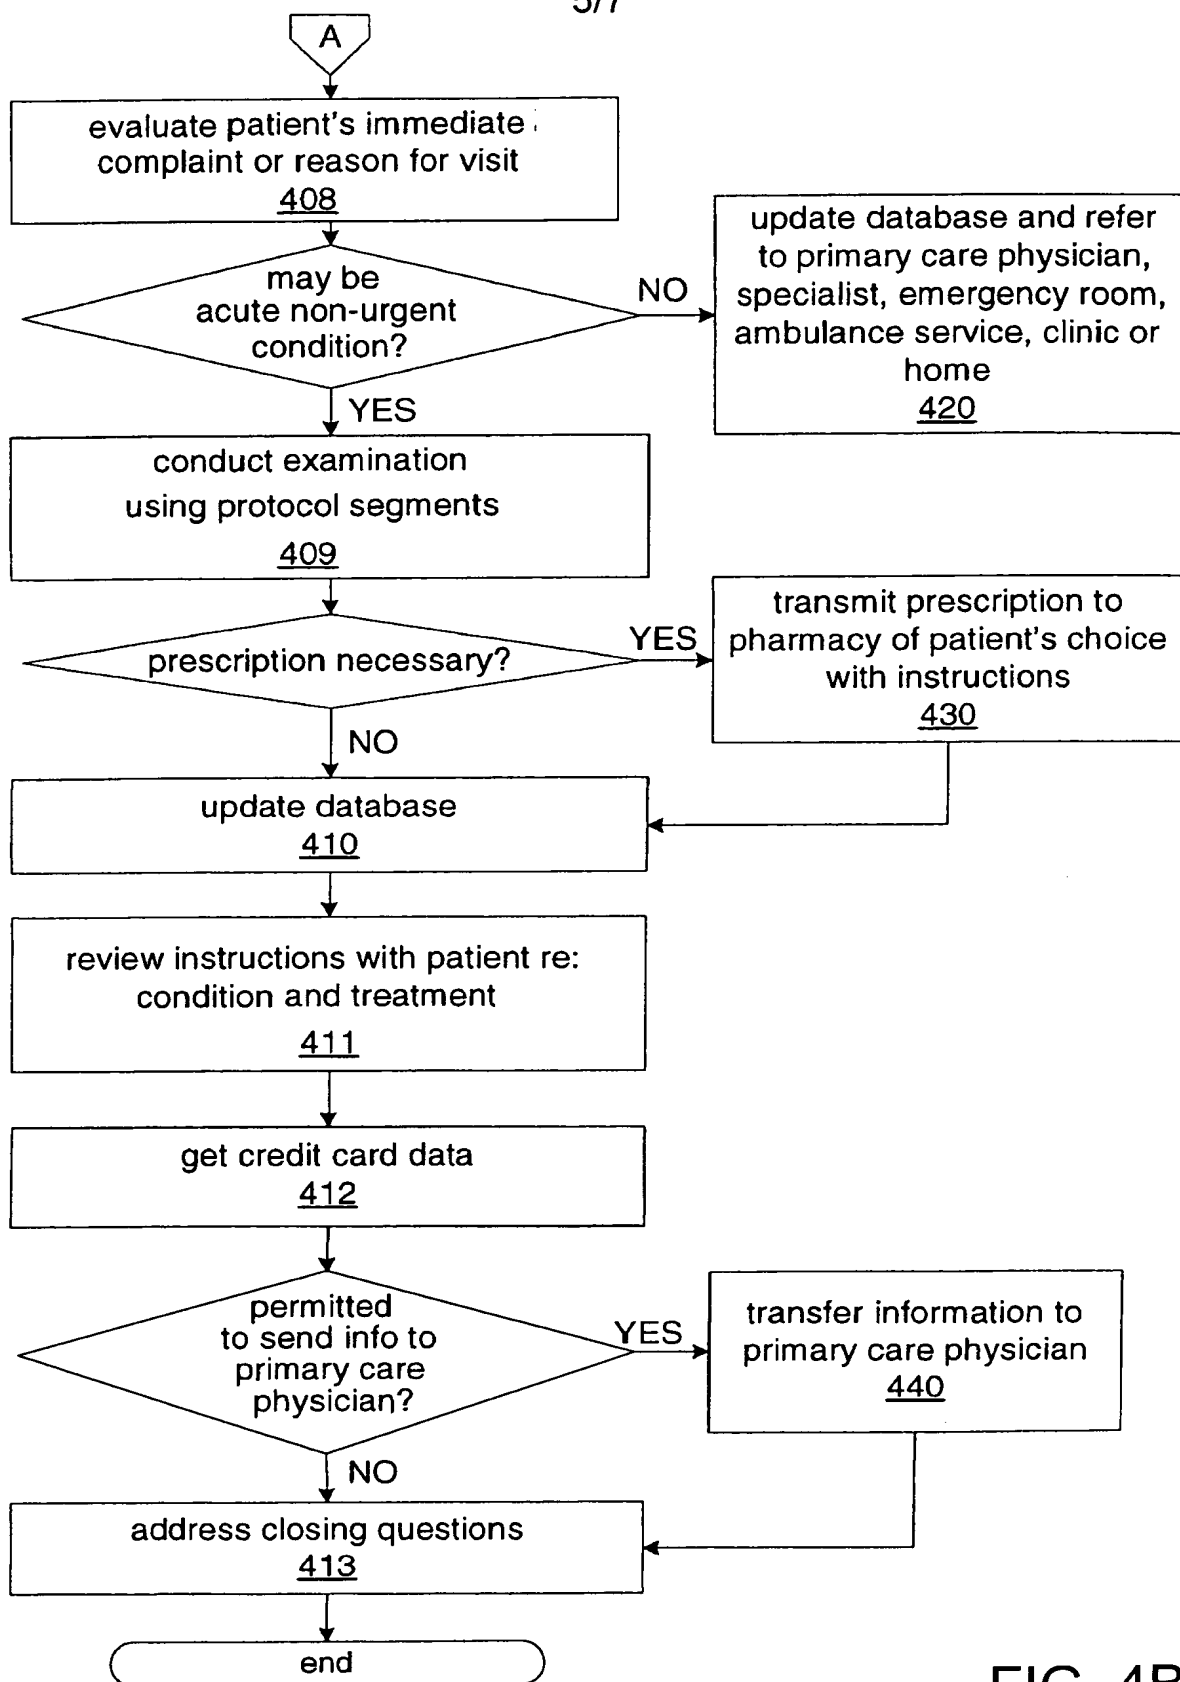 5/7
A
evaluate patient's immediate
complaint or reason for visit
408
may be
acute non-urgent
condition?
NO
update database and refer
to primary care physician,
specialist, emergency room,
ambulance service, clinic or
home
420
YES
conduct examination
using protocol segments
409
prescription necessary?
YES
transmit prescription to
pharmacy of patient's choice
with instructions
430
NO
update database
410
review instructions with patient re:
condition and treatment
411
get credit card data
412
permitted
to send info to
primary care
physician?
YES
transfer information to
primary care physician
440
NO
address closing questions
413
end
FIG. 4B